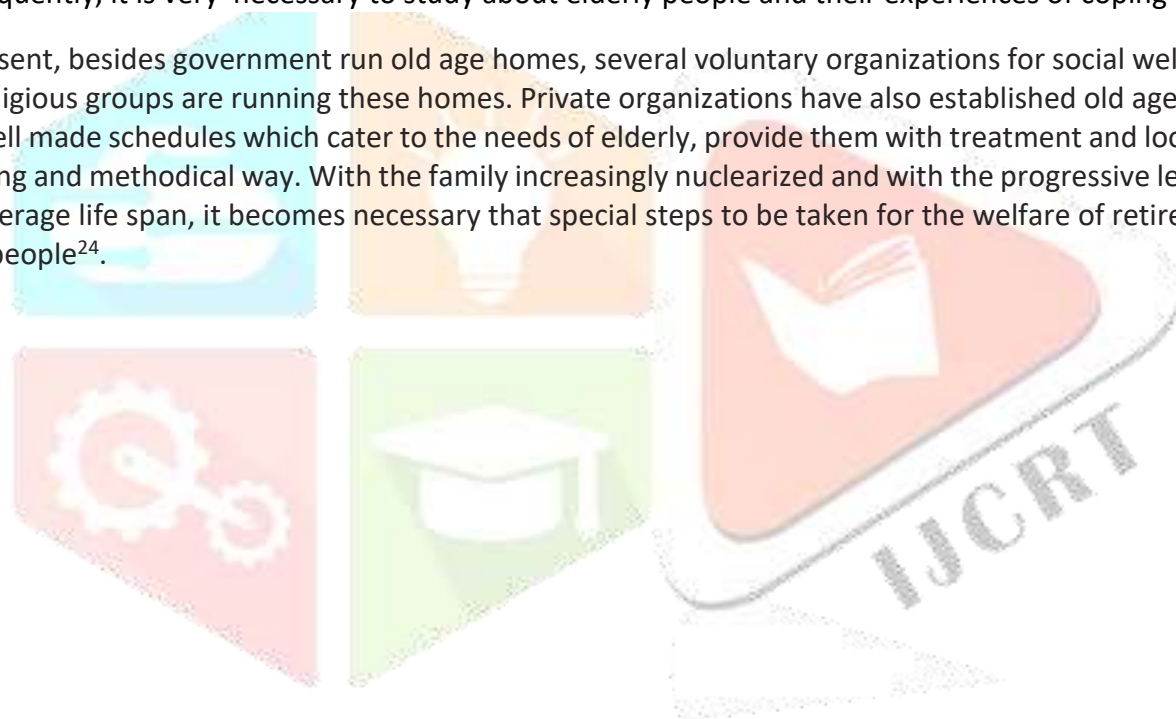 quently, it is very necessary to study about elderly people and their experiences of coping
sent, besides government run old age homes, several voluntary organizations for social wel
igious groups are running these homes. Private organizations have also established old age
ell made schedules which cater to the needs of elderly, provide them with treatment and loc
ng and methodical way. With the family increasingly nuclearized and with the progressive le
erage life span, it becomes necessary that special steps to be taken for the welfare of retire
people24.
IJCRT